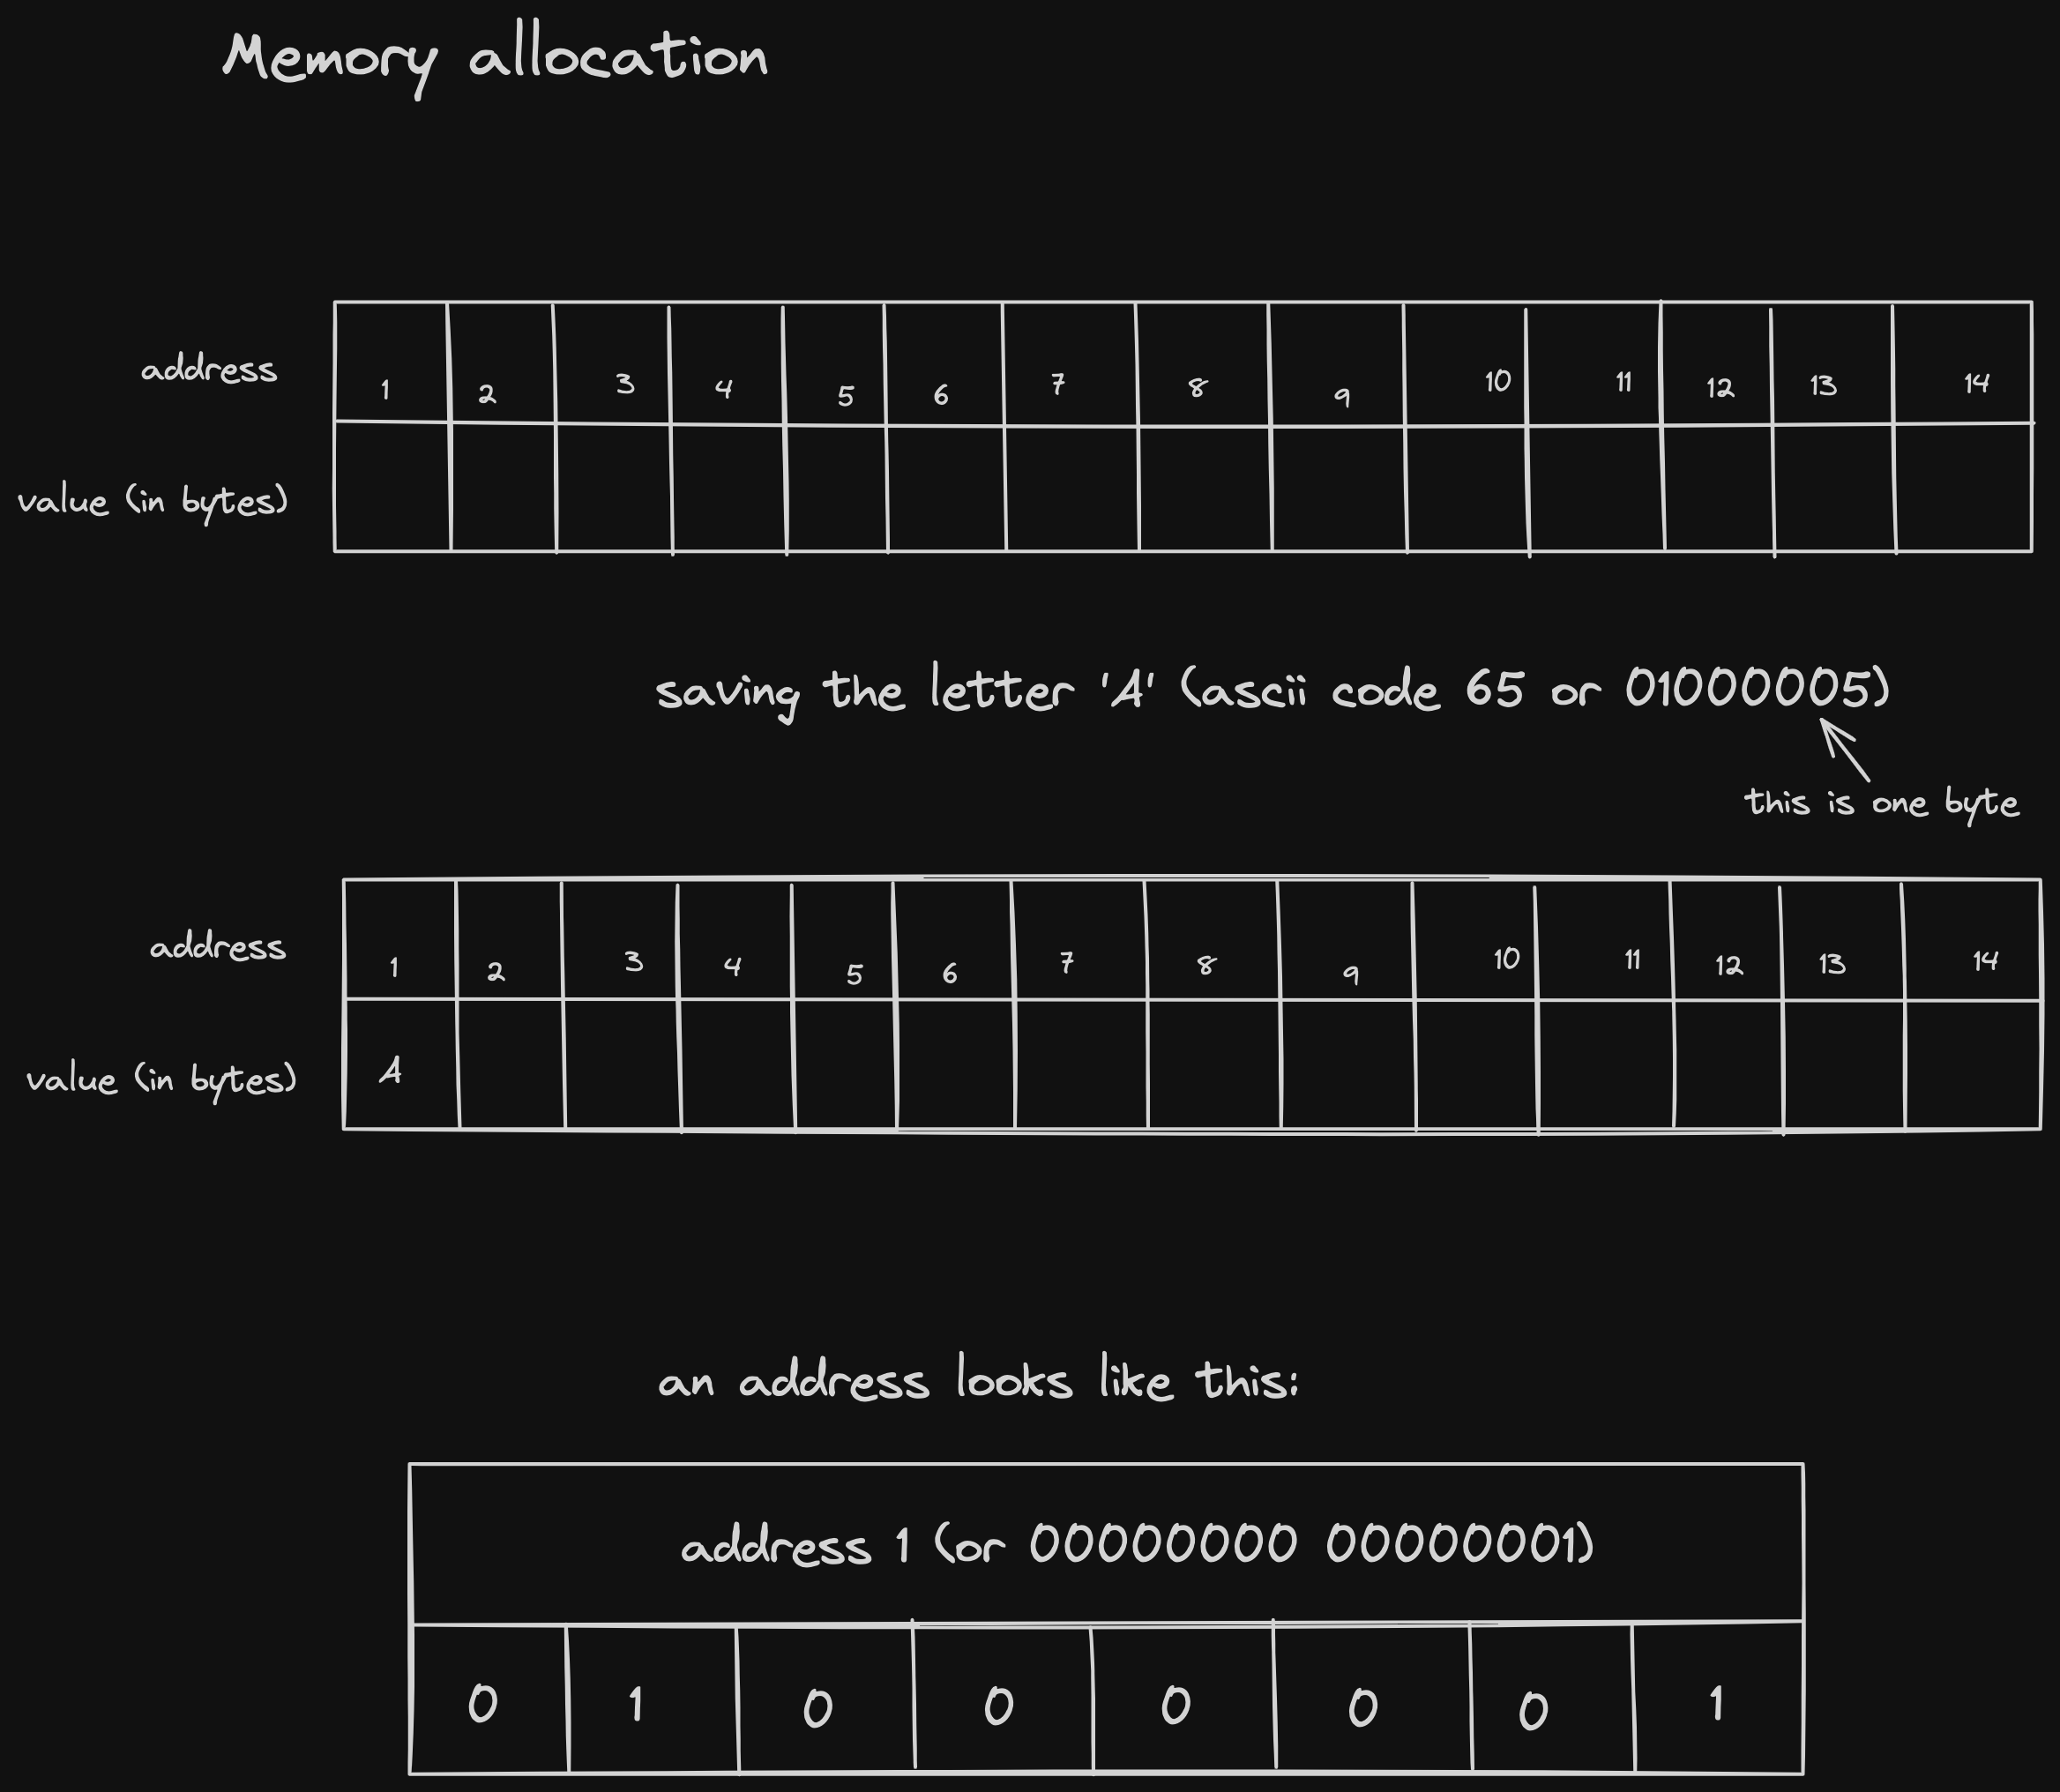 Memory allocation
address 1 2 3 4 5 6 7 8 9 10 11 12 13 14
value (in bytes)
saving the letter 'A' (ascii code 65 or 01000005)
this is one byte
address 1 2 3 4 5 6 7 8 9 10 11 12 13 14
value (in bytes) A
an address looks like this:
address 1 (or 00000000 00000001)
0 1 0 0 0 0 0 1